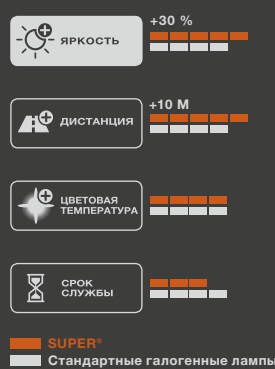 +30 %
ЯРКОСТЬ
+10 М
ДИСТАНЦИЯ
ЦВЕТОВАЯ
ТЕМПЕРАТУРА
СРОК
СЛУЖБЫ
SUPER®
Стандартные галогенные лампы